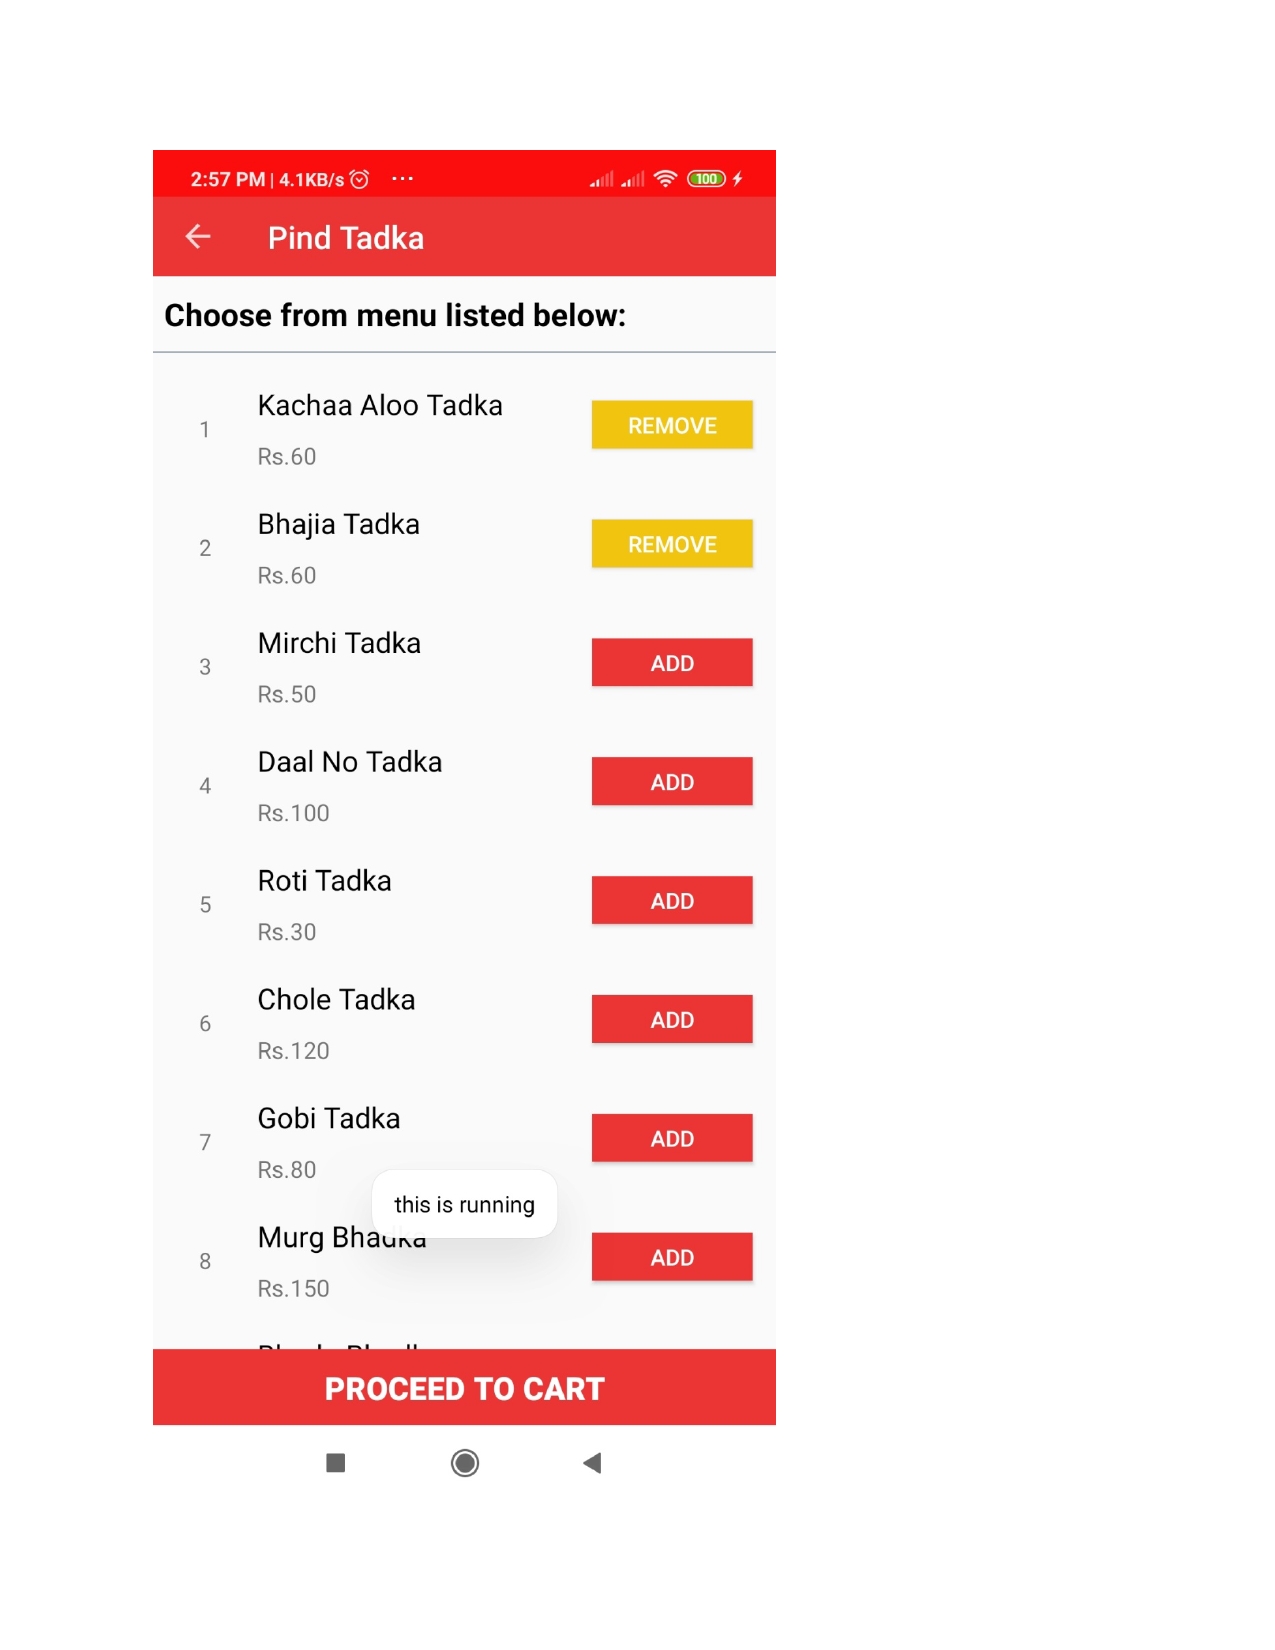 2:57 PM | 4.1KB/s ... 100
Pind Tadka
Choose from menu listed below:
Kachaa Aloo Tadka
1 REMOVE
Rs.60
Bhajia Tadka
2 REMOVE
Rs.60
Mirchi Tadka
3 ADD
Rs.50
Daal No Tadka
4 ADD
Rs.100
Roti Tadka
5 ADD
Rs.30
Chole Tadka
6 ADD
Rs.120
Gobi Tadka
7 ADD
Rs.80
this is running
Murg Bhadka
8 ADD
Rs.150
PROCEED TO CART